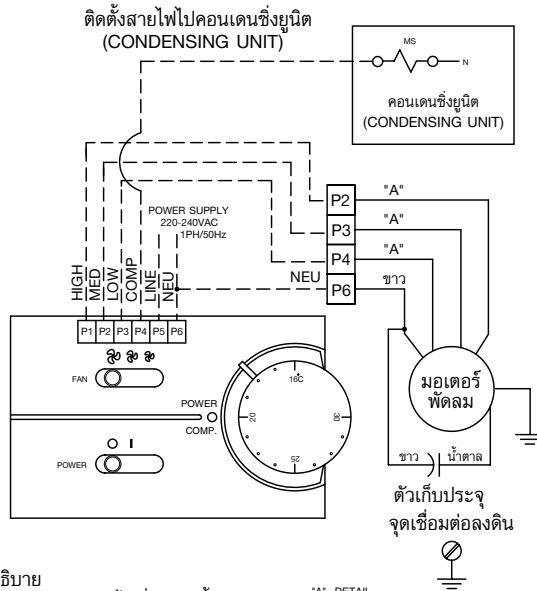 ติดตั้งสายไฟไปคอนเดนซิ่งยูนิต
(CONDENSING UNIT)
MS
N
คอนเดนซิ่งยูนิต
(CONDENSING UNIT)
POWER SUPPLY
220-240VAC
1PH/50Hz
HIGH
MED
LOW
COMP
LINE
NEU
P2
"A"
P3
"A"
P4
"A"
NEU
P6
ขาว
P1 P2 P3 P4 P5 P6
FAN
POWER
COMP.
POWER
16C
20
25
30
มอเตอร์
พัดลม
ขาว
น้ำตาล
ตัวเก็บประจุ
จุดเชื่อมต่อลงดิน
ธิบาย
"A" DETAIL